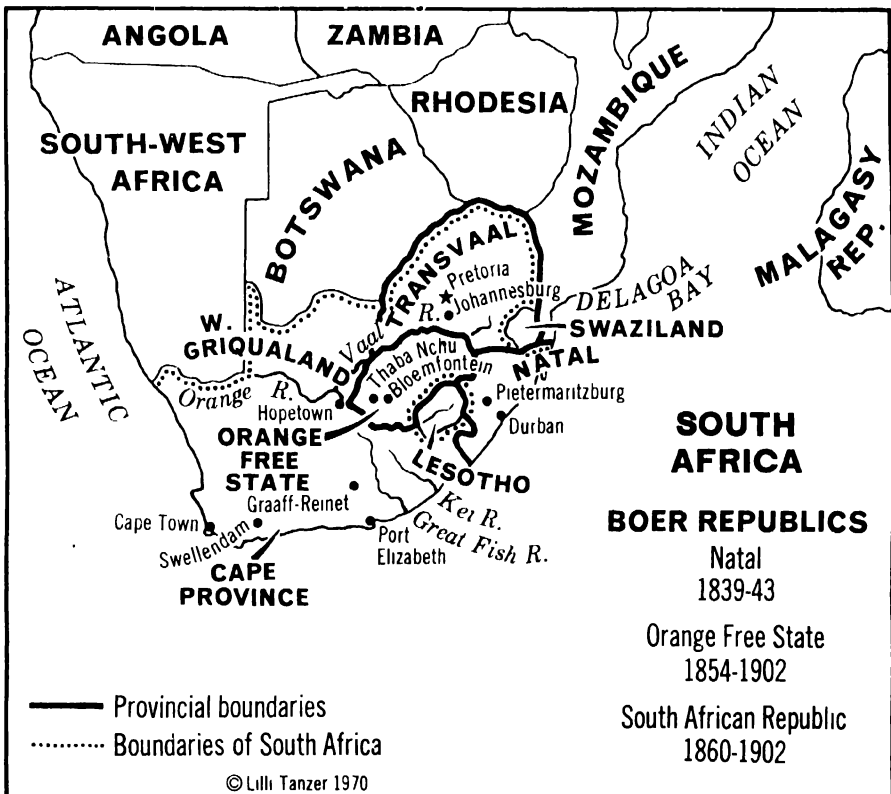 ANGOLA
ZAMBIA
RHODESIA
MOZAMBIQUE
INDIAN
OCEAN
SOUTH-WEST
AFRICA
BOTSWANA
MALAGASY
REP.
TRANSVAAL
Pretoria
Johannesburg
DELAGOA
BAY
SWAZILAND
ATLANTIC
OCEAN
W.
GRIQUALAND
Vaal R.
NATAL
Thaba Nchu
Bloemfontein
Pietermaritzburg
Durban
Orange R.
Hopetown
ORANGE
FREE
STATE
LESOTHO
Graaff-Reinet
Kei R.
Great Fish R.
Cape Town
Swellendam
Port
Elizabeth
CAPE
PROVINCE
SOUTH
AFRICA
BOER REPUBLICS
Natal
1839-43
Orange Free State
1854-1902
South African Republic
1860-1902
Provincial boundaries
Boundaries of South Africa
© Lilli Tanzer 1970